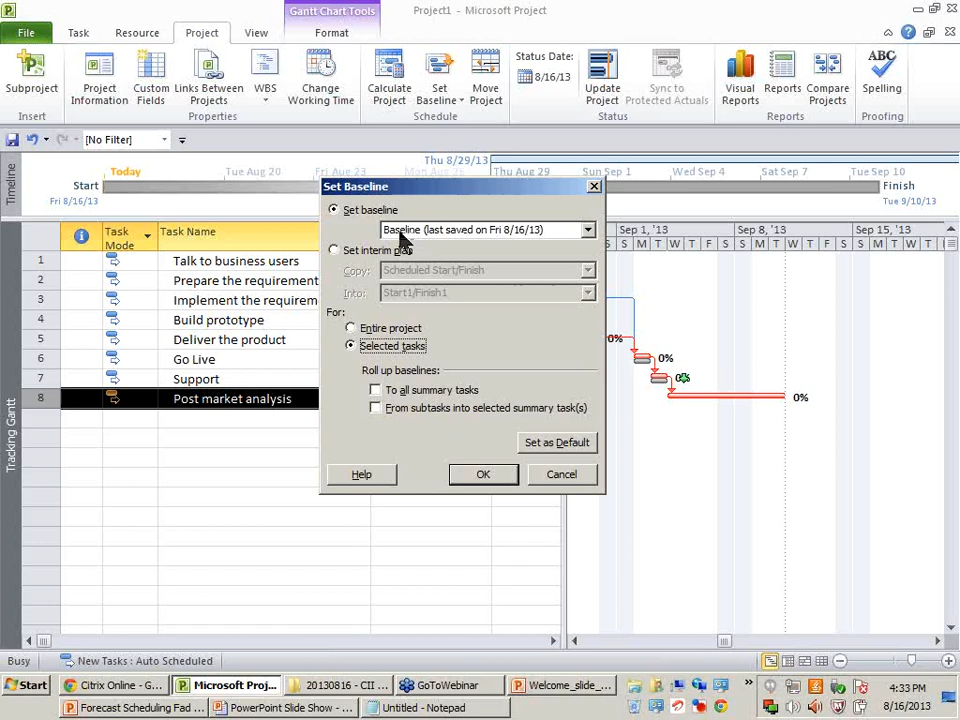 Gantt Chart Tools
Project1 - Microsoft Project
File
Task
Resource
Project
View
Format
Subproject
Project Information
Custom Fields
Links Between Projects
WBS
Change Working Time
Calculate Project
Set Baseline
Move Project
Status Date:
8/16/13
Update Project
Sync to Protected Actuals
Visual Reports
Reports
Compare Projects
ABC
Spelling
Insert
Properties
Schedule
Status
Reports
Proofing
[No Filter]
Timeline
Thu 8/29/13
Today
Tue Aug 20
Fri Aug 23
Mon Aug 26
Thu Aug 29
Sun Sep 1
Wed Sep 4
Sat Sep 7
Tue Sep 10
Start
Fri 8/16/13
Finish
Tue 9/10/13
Set Baseline
Set baseline
Baseline (last saved on Fri 8/16/13)
Set interim plan
Copy: Scheduled Start/Finish
Into: Start1/Finish1
For:
Entire project
Selected tasks
Roll up baselines:
To all summary tasks
From subtasks into selected summary task(s)
Set as Default
Help
OK
Cancel
Tracking Gantt
Task Mode
Task Name
1 Talk to business users
2 Prepare the requirement
3 Implement the requirem
4 Build prototype
5 Deliver the product
6 Go Live
7 Support
8 Post market analysis
Sep 1, '13
Sep 8, '13
Sep 15, '13
S S M T W T F S S M T W T F S S M T W
0%
0%
0%
0%
Busy
New Tasks : Auto Scheduled
Start
Citrix Online - G...
Microsoft Proj...
20130816 - CII ...
GoToWebinar
Welcome_slide_...
4:33 PM
Forecast Scheduling Fad ...
PowerPoint Slide Show - ...
Untitled - Notepad
8/16/2013